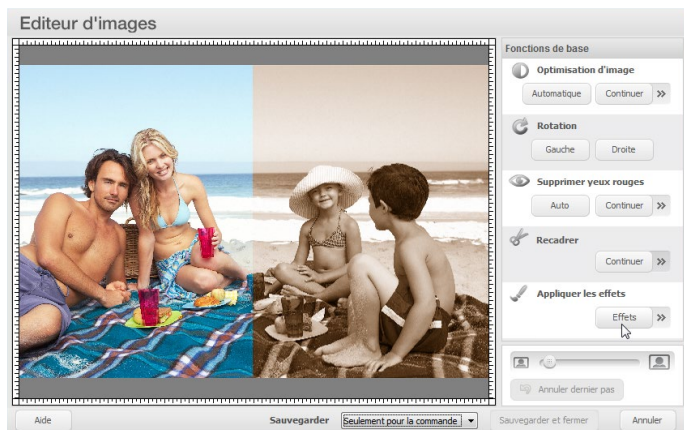 Editeur d'images
Fonctions de base
Optimisation d'image
Automatique Continuer »
Rotation
Gauche Droite
Supprimer yeux rouges
Auto Continuer »
Recadrer
Continuer »
Appliquer les effets
Effets »
Annuler dernier pas
Aide Sauvegarder Seulement pour la commande Sauvegarder et fermer Annuler